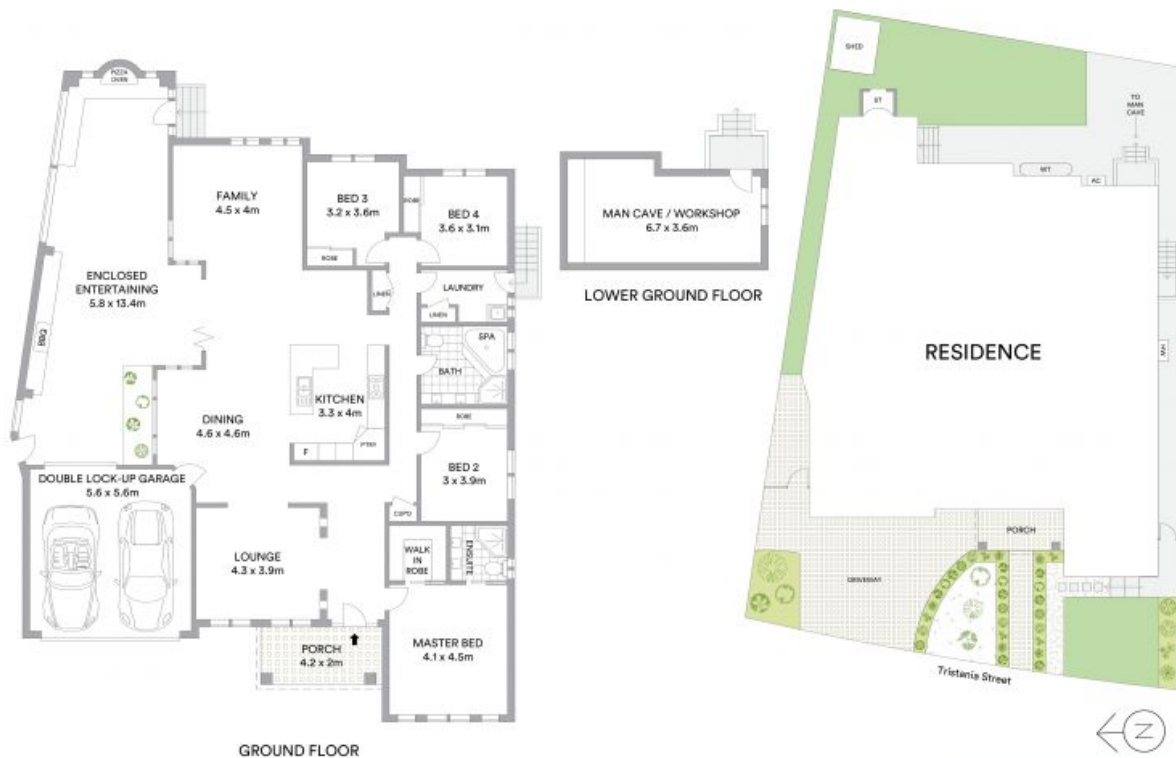 PIZZA
OVEN
FAMILY
4.5 x 4m
BED 3
3.2 x 3.6m
ROBE
ROBE
BED 4
3.6 x 3.1m
ENCLOSED
ENTERTAINING
5.8 x 13.4m
BBQ
LINEN
LAUNDRY
LINEN
SPA
BATH
KITCHEN
3.3 x 4m
F
PTRY
DINING
4.6 x 4.6m
ROBE
BED 2
3 x 3.9m
DOUBLE LOCK-UP GARAGE
5.6 x 5.6m
CUPD
LOUNGE
4.3 x 3.9m
WALK
IN
ROBE
ENSUITE
PORCH
4.2 x 2m
MASTER BED
4.1 x 4.5m
GROUND FLOOR
MAN CAVE / WORKSHOP
6.7 x 3.6m
LOWER GROUND FLOOR
SHED
TO
MAN
CAVE
WT
AC
RESIDENCE
HW
PORCH
DRIVEWAY
Tristania Street
N